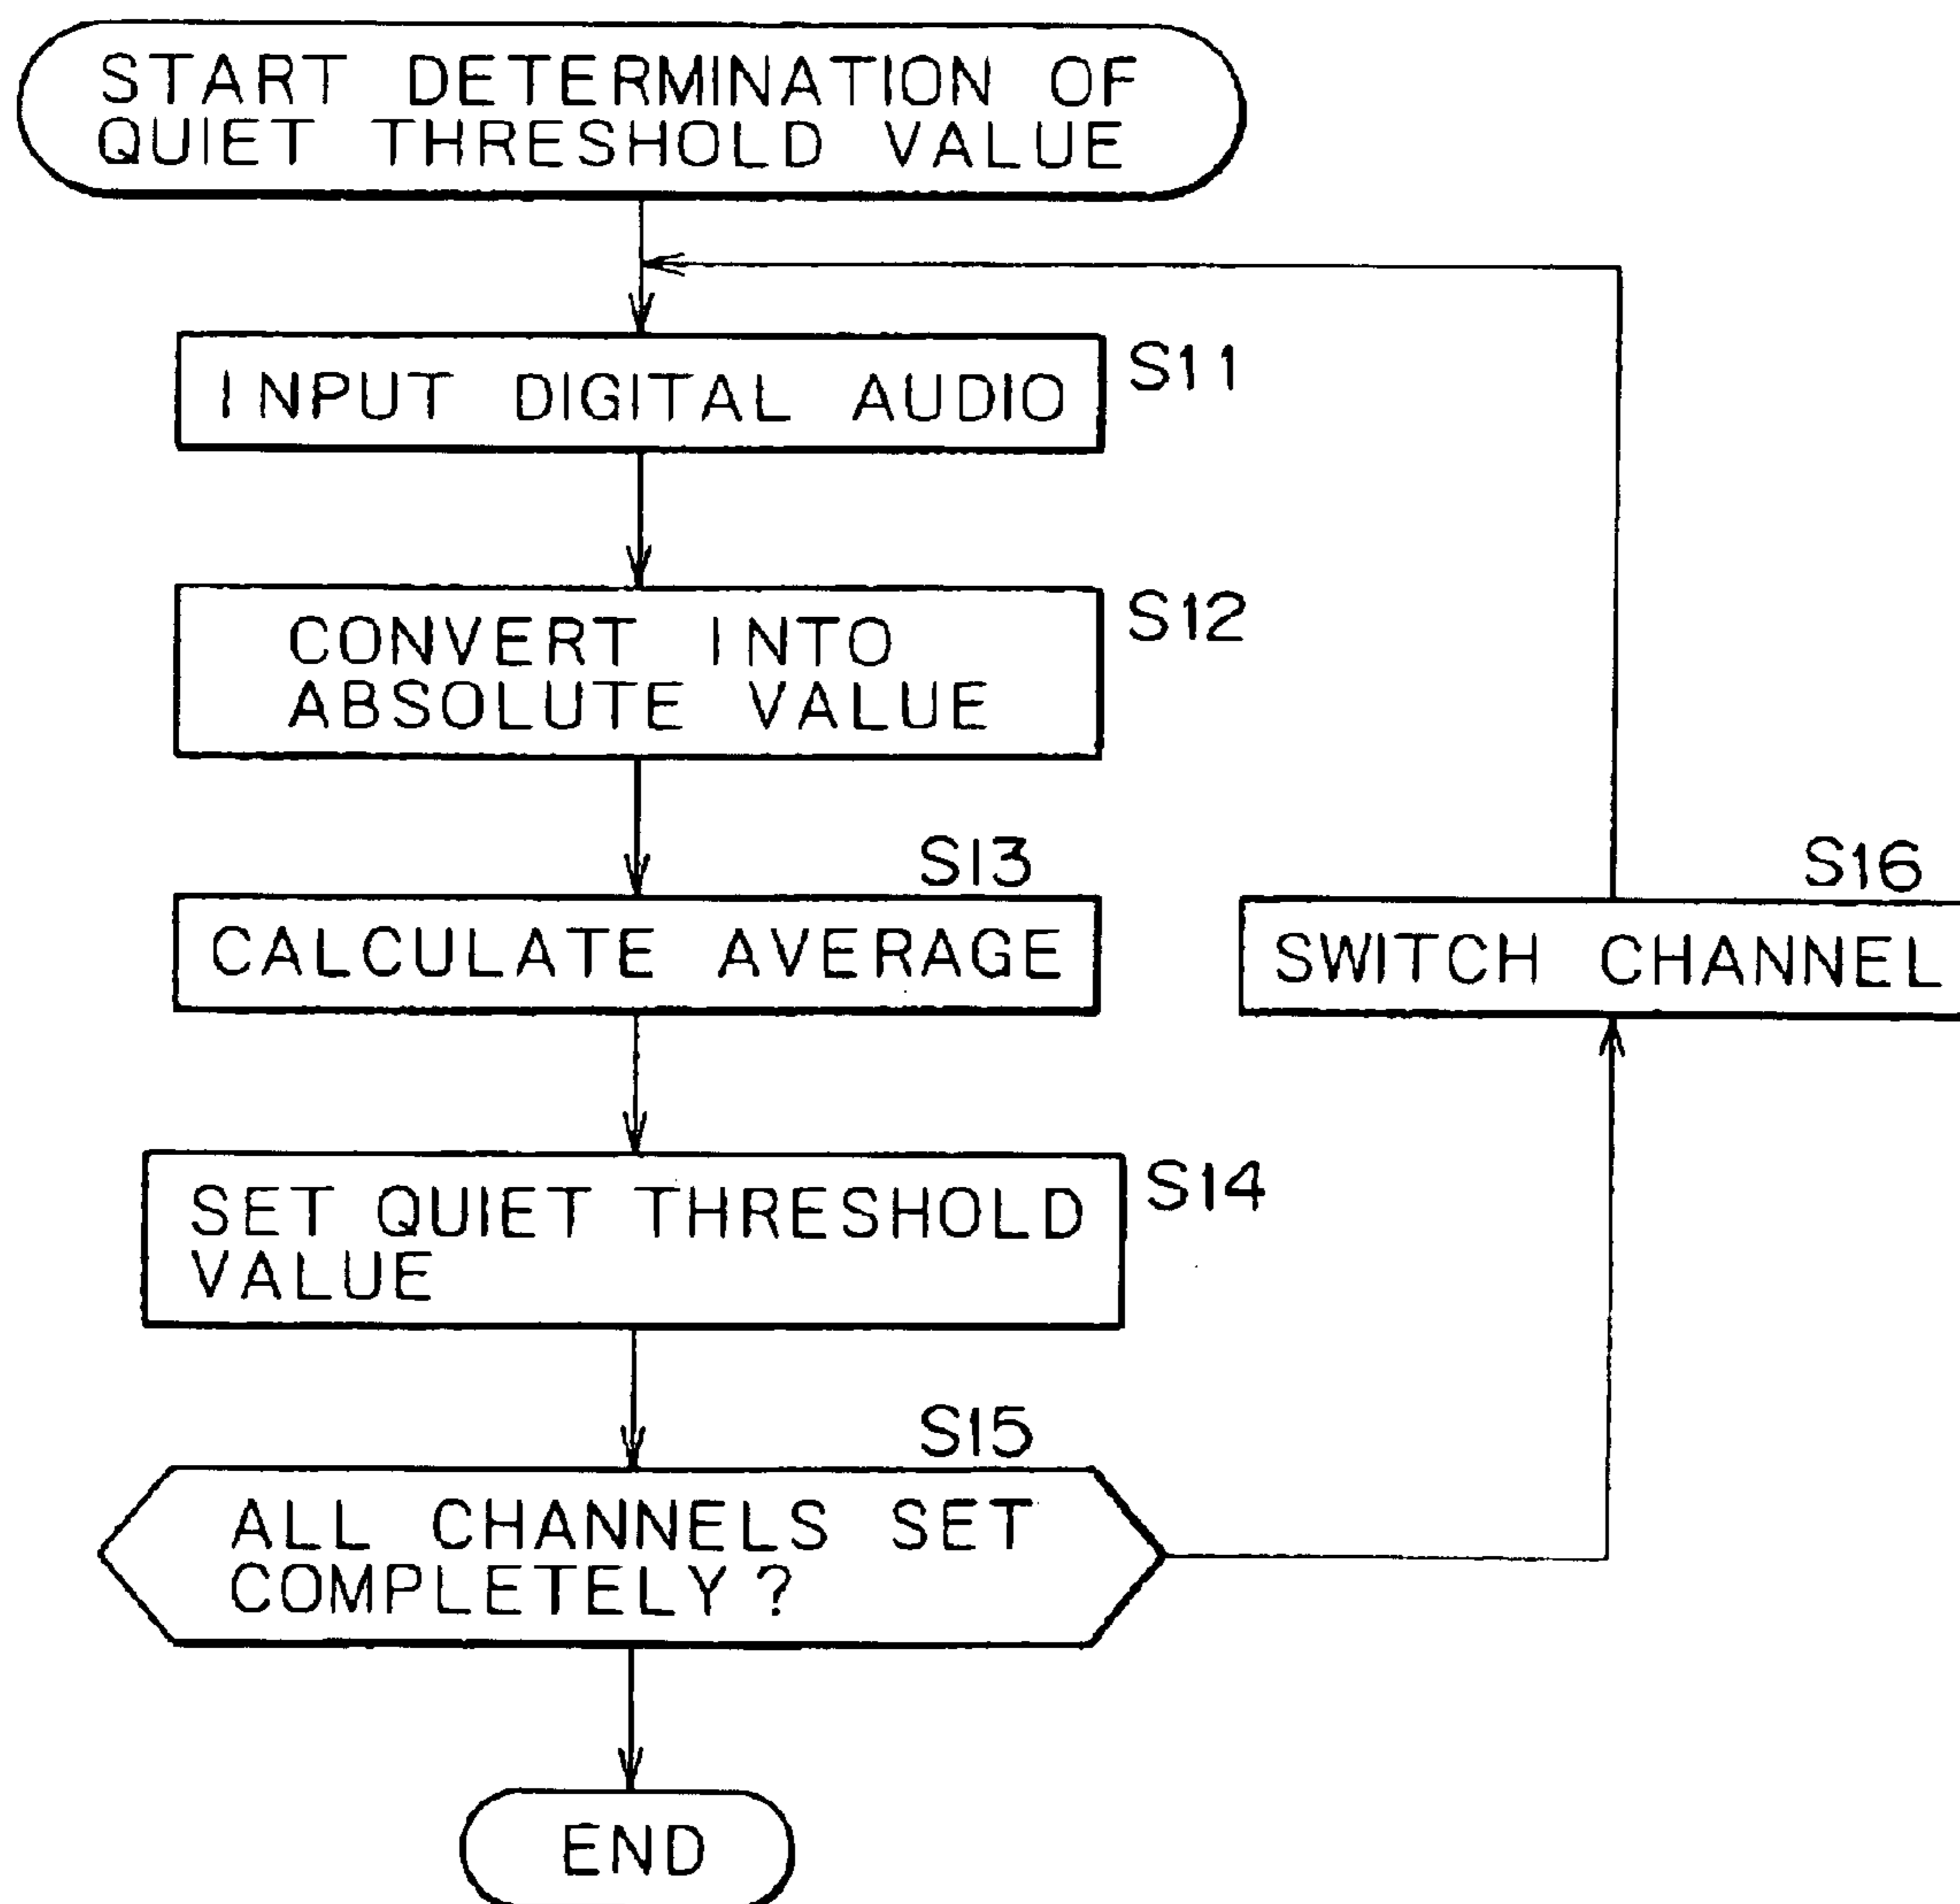 START DETERMINATION OF
QUIET THRESHOLD VALUE
INPUT DIGITAL AUDIO
S11
CONVERT INTO
ABSOLUTE VALUE
S12
S13
CALCULATE AVERAGE
S16
SWITCH CHANNEL
SET QUIET THRESHOLD
VALUE
S14
S15
ALL CHANNELS SET
COMPLETELY?
END